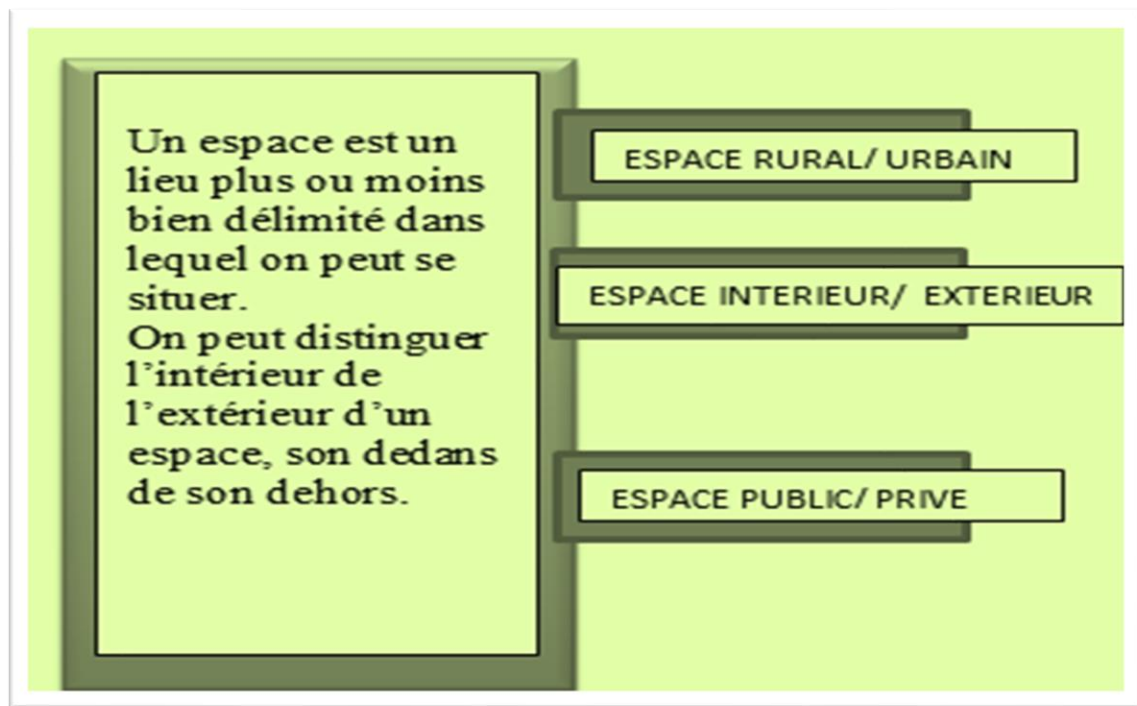 Un espace est un
lieu plus ou moins
bien délimité dans
lequel on peut se
situer.
On peut distinguer
l’intérieur de
l’extérieur d’un
espace, son dedans
de son dehors.
ESPACE RURAL/ URBAIN
ESPACE INTERIEUR/ EXTERIEUR
ESPACE PUBLIC/ PRIVE